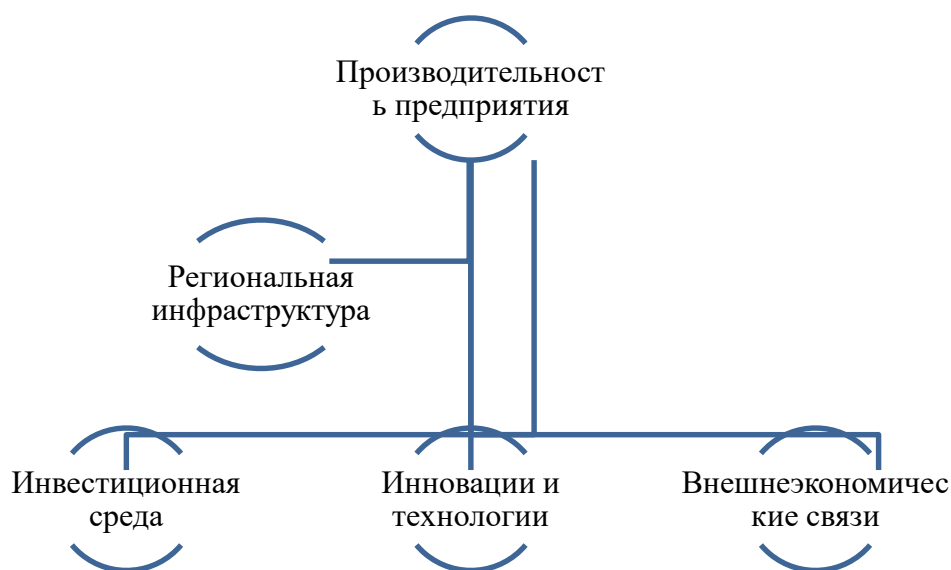 Производительност
ь предприятия
Региональная
инфраструктура
Инвестиционная
среда
Инновации и
технологии
Внешнеэкономичес
кие связи